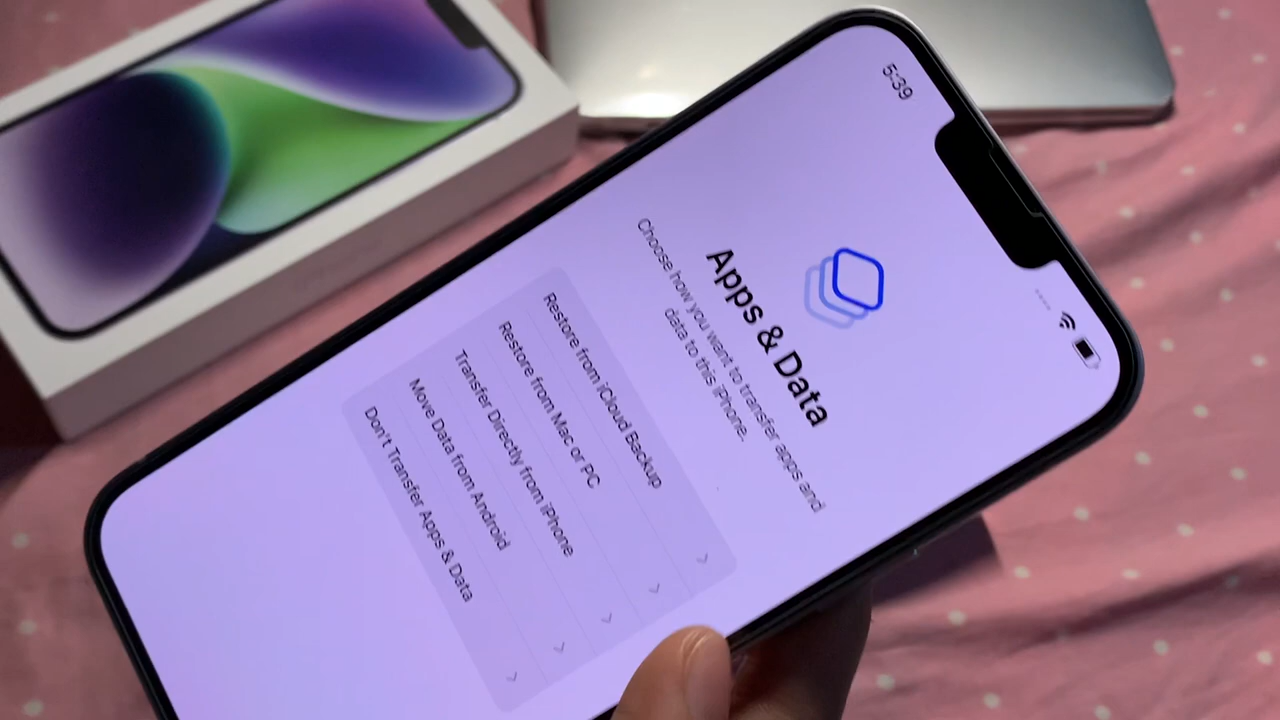 5:39
Apps & Data
Choose how you want to transfer apps and
data to this iPhone.
Restore from iCloud Backup
Restore from Mac or PC
Transfer Directly from iPhone
Move Data from Android
Don't Transfer Apps & Data